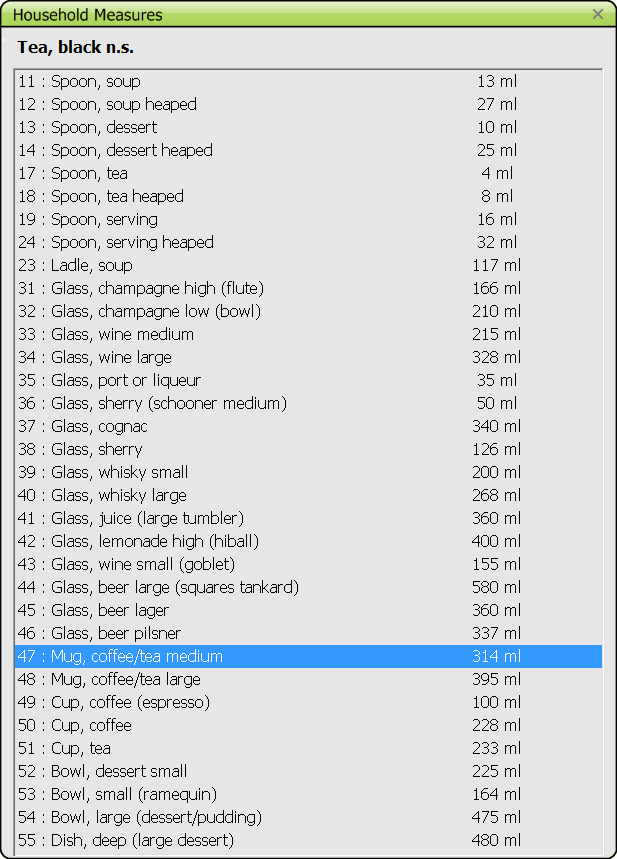 Household Measures
Tea, black n.s.
11 : Spoon, soup 13 ml
12 : Spoon, soup heaped 27 ml
13 : Spoon, dessert 10 ml
14 : Spoon, dessert heaped 25 ml
17 : Spoon, tea 4 ml
18 : Spoon, tea heaped 8 ml
19 : Spoon, serving 16 ml
24 : Spoon, serving heaped 32 ml
23 : Ladle, soup 117 ml
31 : Glass, champagne high (flute) 166 ml
32 : Glass, champagne low (bowl) 210 ml
33 : Glass, wine medium 215 ml
34 : Glass, wine large 328 ml
35 : Glass, port or liqueur 35 ml
36 : Glass, sherry (schooner medium) 50 ml
37 : Glass, cognac 340 ml
38 : Glass, sherry 126 ml
39 : Glass, whisky small 200 ml
40 : Glass, whisky large 268 ml
41 : Glass, juice (large tumbler) 360 ml
42 : Glass, lemonade high (hiball) 400 ml
43 : Glass, wine small (goblet) 155 ml
44 : Glass, beer large (squares tankard) 580 ml
45 : Glass, beer lager 360 ml
46 : Glass, beer pilsner 337 ml
47 : Mug, coffee/tea medium 314 ml
48 : Mug, coffee/tea large 395 ml
49 : Cup, coffee (espresso) 100 ml
50 : Cup, coffee 228 ml
51 : Cup, tea 233 ml
52 : Bowl, dessert small 225 ml
53 : Bowl, small (ramequin) 164 ml
54 : Bowl, large (dessert/pudding) 475 ml
55 : Dish, deep (large dessert) 480 ml